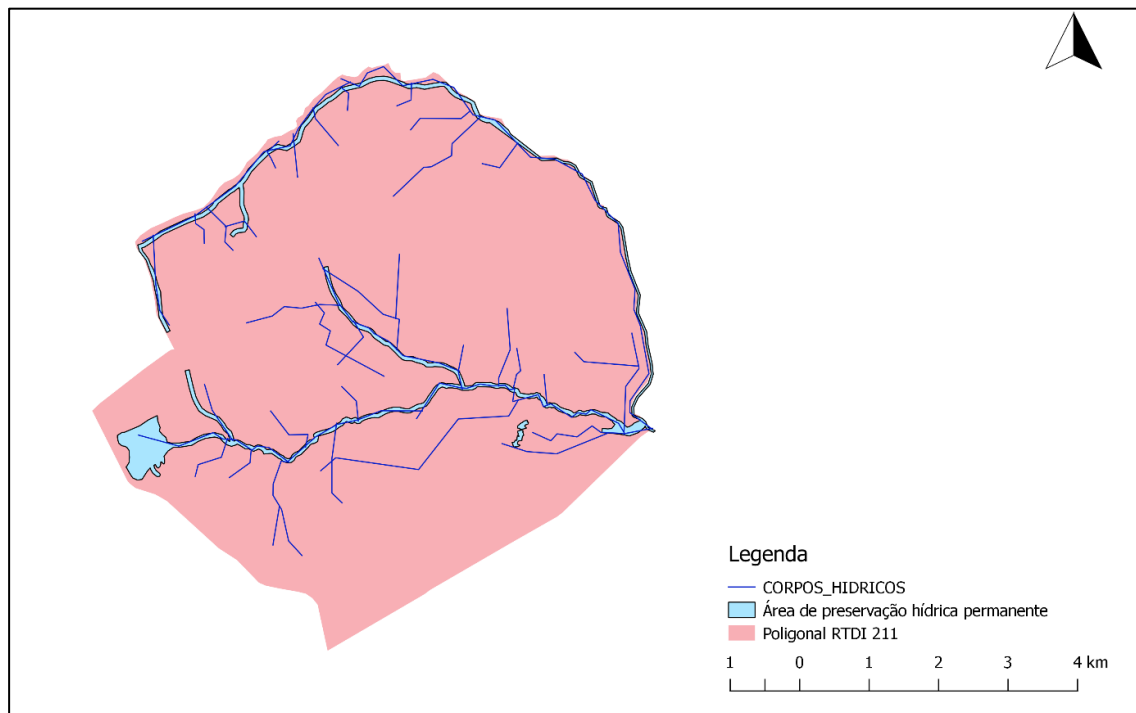 Legenda
CORPOS_HIDRICOS
Área de preservação hídrica permanente
Poligonal RTDI 211
1 0 1 2 3 4 km